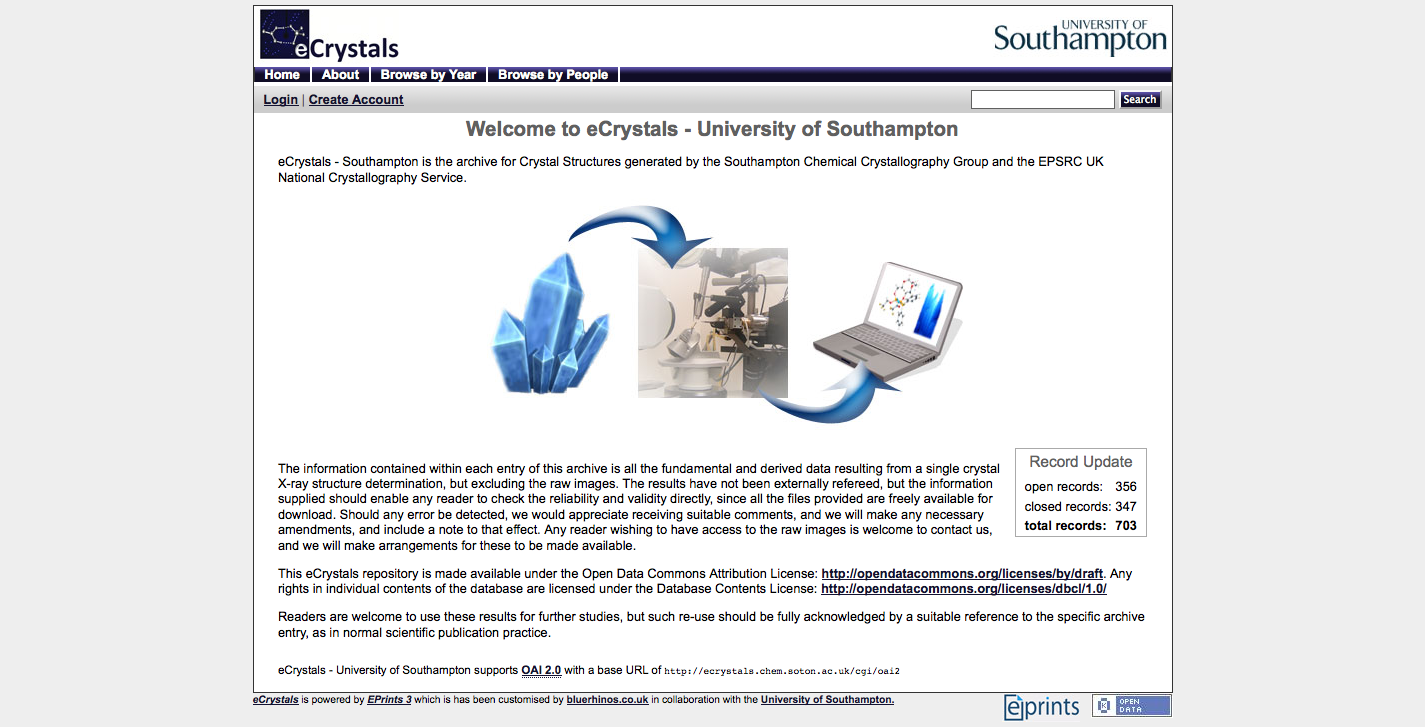 eCrystals
UNIVERSITY OF
Southampton
Home About Browse by Year Browse by People
Login | Create Account Search
Welcome to eCrystals - University of Southampton
eCrystals - Southampton is the archive for Crystal Structures generated by the Southampton Chemical Crystallography Group and the EPSRC UK
National Crystallography Service.
The information contained within each entry of this archive is all the fundamental and derived data resulting from a single crystal
X-ray structure determination, but excluding the raw images. The results have not been externally refereed, but the information
supplied should enable any reader to check the reliability and validity directly, since all the files provided are freely available for
download. Should any error be detected, we would appreciate receiving suitable comments, and we will make any necessary
amendments, and include a note to that effect. Any reader wishing to have access to the raw images is welcome to contact us,
and we will make arrangements for these to be made available.
Record Update
open records: 356
closed records: 347
total records: 703
This eCrystals repository is made available under the Open Data Commons Attribution License: http://opendatacommons.org/licenses/by/draft. Any
rights in individual contents of the database are licensed under the Database Contents License: http://opendatacommons.org/licenses/dbcl/1.0/
Readers are welcome to use these results for further studies, but such re-use should be fully acknowledged by a suitable reference to the specific archive
entry, as in normal scientific publication practice.
eCrystals - University of Southampton supports OAI 2.0 with a base URL of http://ecrystals.chem.soton.ac.uk/cgi/oai2
eCrystals is powered by EPrints 3 which is has been customised by bluerhinos.co.uk in collaboration with the University of Southampton.
eprints
OPEN
DATA